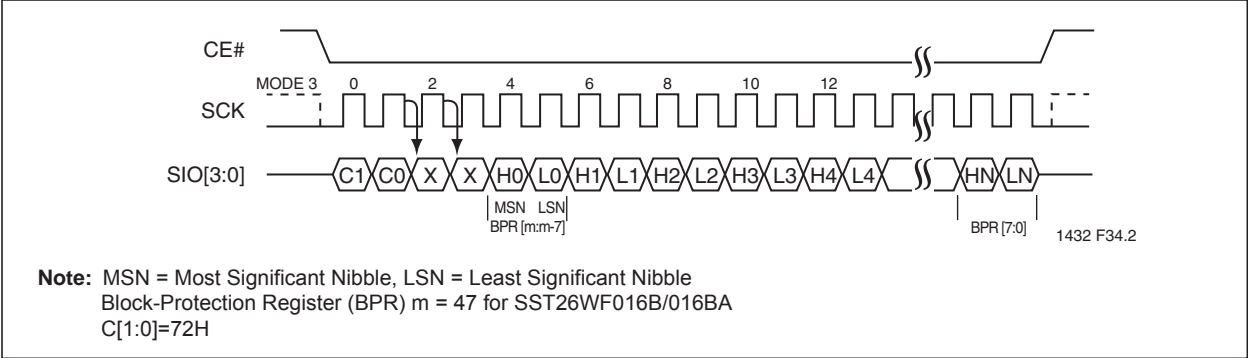 CE#
MODE 3 0 2 4 6 8 10 12
SCK
SIO[3:0] C1 C0 X X H0 L0 H1 L1 H2 L2 H3 L3 H4 L4 HN LN
MSN LSN
BPR [m:m-7] BPR [7:0]
1432 F34.2
Note: MSN = Most Significant Nibble, LSN = Least Significant Nibble
Block-Protection Register (BPR) m = 47 for SST26WF016B/016BA
C[1:0]=72H